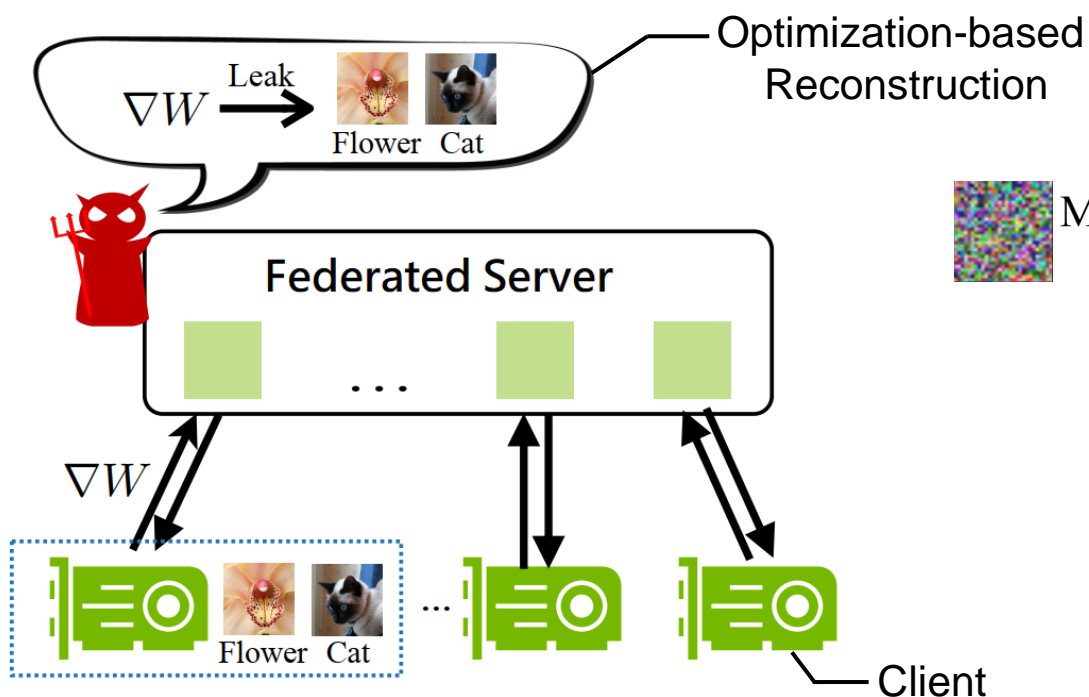 Optimization-based
Reconstruction
Leak
∇W
Flower Cat
M
Federated Server
...
∇W
...
Flower Cat
Client